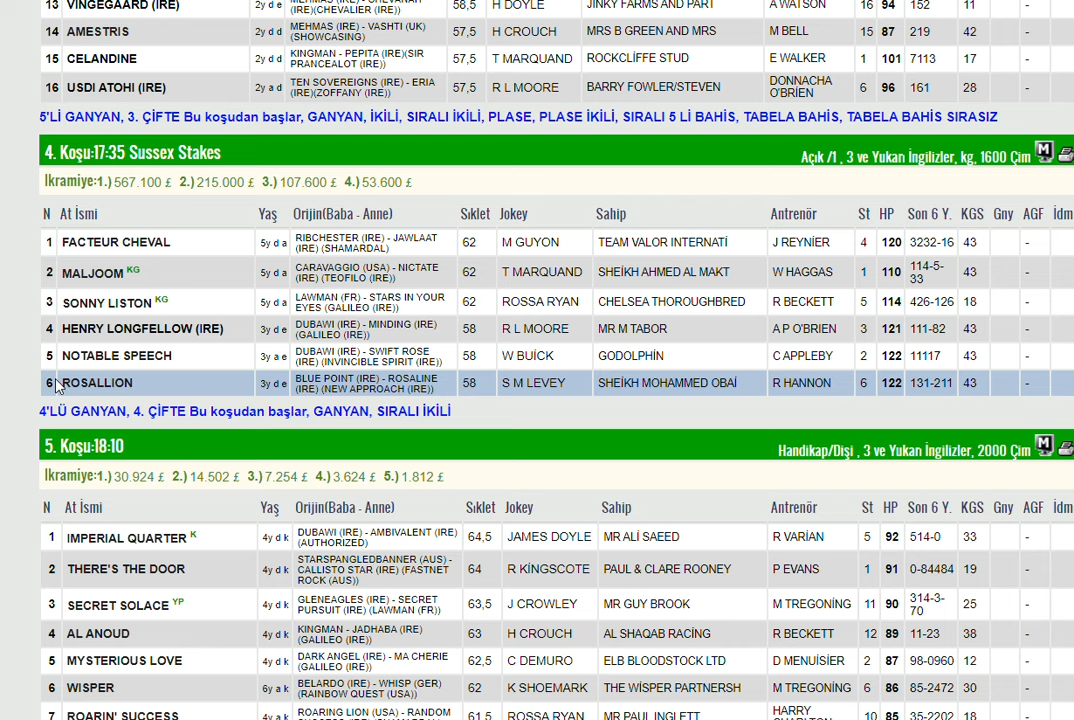 13 VINGEGAARD (IRE) 2y d d (IRE)(CHEVALIER (IRE)) 58,5 H DOYLE JINKY FARMS AND PART A WATSON 16 94 152 11 -
14 AMESTRIS 2y d d MEHMAS (IRE) - VASHTI (UK) (SHOWCASING) 57,5 H CROUCH MRS B GREEN AND MRS M BELL 15 87 219 42 -
15 CELANDINE 2y d d KINGMAN - PEPITA (IRE)(SIR PRANCEALOT (IRE)) 57,5 T MARQUAND ROCKCLİFFE STUD E WALKER 1 101 7113 17 -
16 USDI ATOHI (IRE) 2y a d TEN SOVEREIGNS (IRE) - ERIA (IRE)(ZOFFANY (IRE)) 57,5 R L MOORE BARRY FOWLER/STEVEN DONNACHA O'BRİEN 6 96 161 28 -
5'Lİ GANYAN, 3. ÇİFTE Bu koşudan başlar, GANYAN, İKİLİ, SIRALI İKİLİ, PLASE, PLASE İKİLİ, SIRALI 5 Lİ BAHİS, TABELA BAHİS, TABELA BAHİS SIRASIZ
4. Koşu:17:35 Sussex Stakes
Açık /1 , 3 ve Yukarı İngilizler, kg, 1600 Çim M
İkramiye:1.) 567.100 £ 2.) 215.000 £ 3.) 107.600 £ 4.) 53.600 £
N At İsmi Yaş Orijin(Baba - Anne) Sıklet Jokey Sahip Antrenör St HP Son 6 Y. KGS Gny AGF İdm
1 FACTEUR CHEVAL 5y d a RIBCHESTER (IRE) - JAWLAAT (IRE) (SHAMARDAL) 62 M GUYON TEAM VALOR INTERNATİ J REYNİER 4 120 3232-16 43 -
2 MALJOOM KG 5y d a CARAVAGGIO (USA) - NICTATE (IRE) (TEOFILO (IRE)) 62 T MARQUAND SHEİKH AHMED AL MAKT W HAGGAS 1 110 114-5-33 43 -
3 SONNY LISTON KG 5y d a LAWMAN (FR) - STARS IN YOUR EYES (GALILEO (IRE)) 62 ROSSA RYAN CHELSEA THOROUGHBRED R BECKETT 5 114 426-126 18 -
4 HENRY LONGFELLOW (IRE) 3y d e DUBAWI (IRE) - MINDING (IRE) (GALILEO (IRE)) 58 R L MOORE MR M TABOR A P O'BRİEN 3 121 111-82 43 -
5 NOTABLE SPEECH 3y a e DUBAWI (IRE) - SWIFT ROSE (IRE) (INVINCIBLE SPIRIT (IRE)) 58 W BUİCK GODOLPHİN C APPLEBY 2 122 11117 43 -
6 ROSALLION 3y d e BLUE POINT (IRE) - ROSALINE (IRE) (NEW APPROACH (IRE)) 58 S M LEVEY SHEİKH MOHAMMED OBAİ R HANNON 6 122 131-211 43 -
4'LÜ GANYAN, 4. ÇİFTE Bu koşudan başlar, GANYAN, SIRALI İKİLİ
5. Koşu:18:10
Handikap/Dişi , 3 ve Yukarı İngilizler, 2000 Çim M
İkramiye:1.) 30.924 £ 2.) 14.502 £ 3.) 7.254 £ 4.) 3.624 £ 5.) 1.812 £
N At İsmi Yaş Orijin(Baba - Anne) Sıklet Jokey Sahip Antrenör St HP Son 6 Y. KGS Gny AGF İdm
1 IMPERIAL QUARTER K 4y d k DUBAWI (IRE) - AMBIVALENT (IRE) (AUTHORIZED) 64,5 JAMES DOYLE MR ALİ SAEED R VARİAN 5 92 514-0 33 -
2 THERE'S THE DOOR 4y d k STARSPANGLEDBANNER (AUS) - CALLISTO STAR (IRE) (FASTNET ROCK (AUS)) 64 R KİNGSCOTE PAUL & CLARE ROONEY P EVANS 1 91 0-84484 19 -
3 SECRET SOLACE YP 4y d k GLENEAGLES (IRE) - SECRET PURSUIT (IRE) (LAWMAN (FR)) 63,5 J CROWLEY MR GUY BROOK M TREGONİNG 11 90 314-3-70 25 -
4 AL ANOUD 4y d k KINGMAN - JADHABA (IRE) (GALILEO (IRE)) 63 H CROUCH AL SHAQAB RACİNG R BECKETT 12 89 11-23 38 -
5 MYSTERIOUS LOVE 4y d k DARK ANGEL (IRE) - MA CHERIE (GALILEO (IRE)) 62,5 C DEMURO ELB BLOODSTOCK LTD D MENUİSİER 2 87 98-0960 12 -
6 WISPER 6y a k BELARDO (IRE) - WHISP (GER) (RAINBOW QUEST (USA)) 62 K SHOEMARK THE WİSPER PARTNERSH M TREGONİNG 6 86 85-2472 30 -
7 ROARIN' SUCCESS 4y a k ROARING LION (USA) - RANDOM 61,5 ROSSA RYAN MR PAUL INGLETT HARRY 10 85 35-2202 18 -